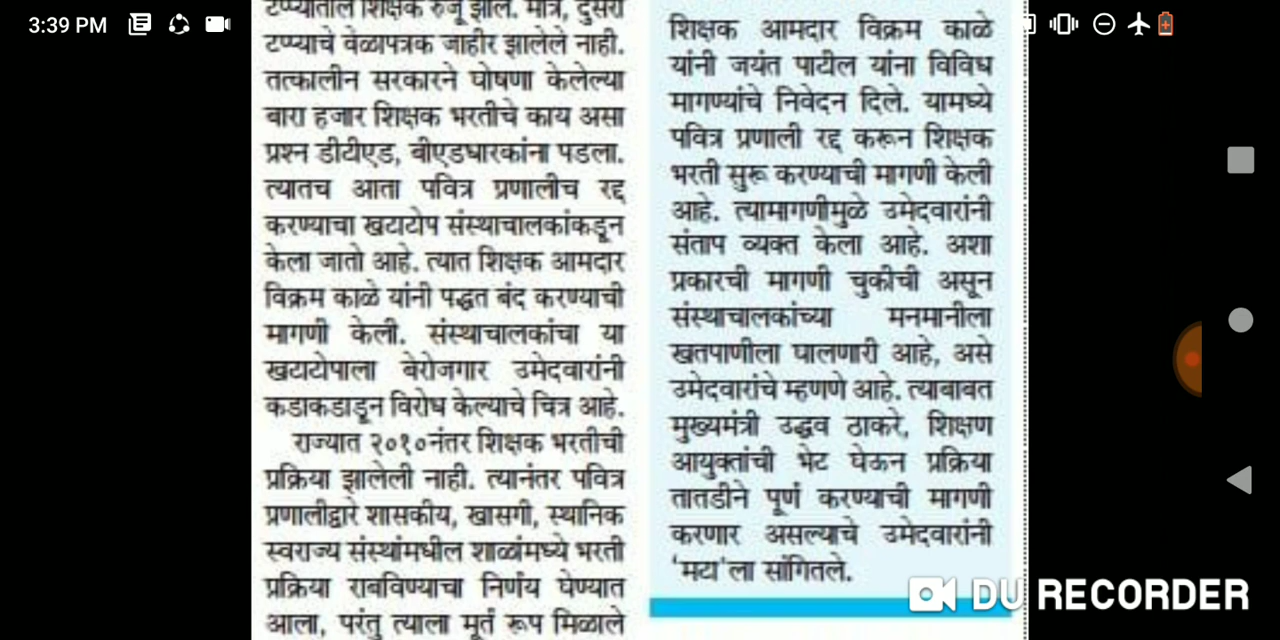 3:39 PM
टप्प्यातील शिक्षक रुजू झाले. मात्र, दुसरा
टप्प्याचे वेळापत्रक जाहीर झालेले नाही.
तत्कालीन सरकारने घोषणा केलेल्या
बारा हजार शिक्षक भरतीचे काय असा
प्रश्न डीटीएड, बीएडधारकांना पडला.
त्यातच आता पवित्र प्रणालीच रद्द
करण्याचा खटाटोप संस्थाचालकांकडून
केला जातो आहे. त्यात शिक्षक आमदार
विक्रम काळे यांनी पद्धत बंद करण्याची
मागणी केली. संस्थाचालकांचा या
खटाटोपाला बेरोजगार उमेदवारांनी
कडाकडाडून विरोध केल्याचे चित्र आहे.
राज्यात २०१०नंतर शिक्षक भरतीची
प्रक्रिया झालेली नाही. त्यानंतर पवित्र
प्रणालीद्वारे शासकीय, खासगी, स्थानिक
स्वराज्य संस्थांमधील शाळांमध्ये भरती
प्रक्रिया राबविण्याचा निर्णय घेण्यात
आला, परंतु त्याला मूर्त रूप मिळाले
शिक्षक आमदार विक्रम काळे
यांनी जयंत पाटील यांना विविध
मागण्यांचे निवेदन दिले. यामध्ये
पवित्र प्रणाली रद्द करून शिक्षक
भरती सुरू करण्याची मागणी केली
आहे. त्यामागणीमुळे उमेदवारांनी
संताप व्यक्त केला आहे. अशा
प्रकारची मागणी चुकीची असून
संस्थाचालकांच्या मनमानीला
खतपाणीला घालणारी आहे, असे
उमेदवारांचे म्हणणे आहे. त्याबाबत
मुख्यमंत्री उद्धव ठाकरे, शिक्षण
आयुक्तांची भेट घेऊन प्रक्रिया
तातडीने पूर्ण करण्याची मागणी
करणार असल्याचे उमेदवारांनी
'मटा'ला सांगितले.
DU RECORDER